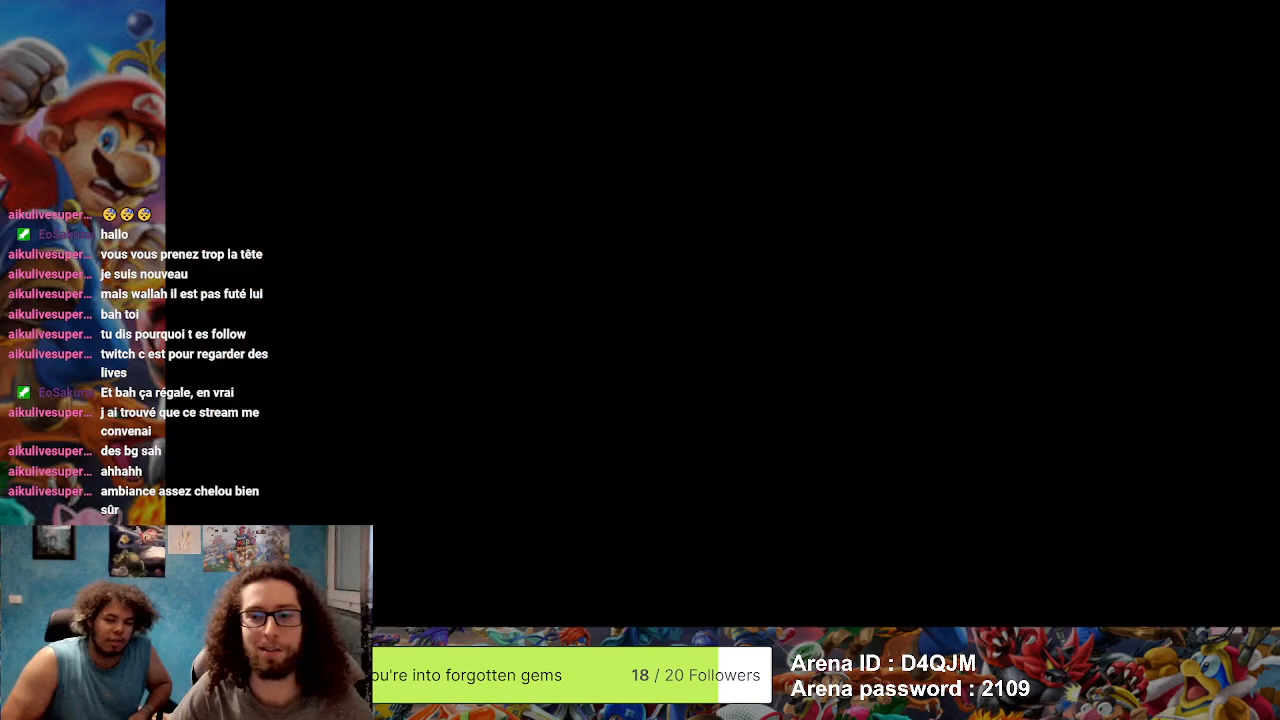 aikulivesuper... 😴😴😴
EoSakura hallo
aikulivesuper... vous vous prenez trop la tête
aikulivesuper... je suis nouveau
aikulivesuper... mais wallah il est pas futé lui
aikulivesuper... bah toi
aikulivesuper... tu dis pourquoi t es follow
aikulivesuper... twitch c est pour regarder des
lives
EoSakura Et bah ça régale, en vrai
aikulivesuper... j ai trouvé que ce stream me
convenai
aikulivesuper... des bg sah
aikulivesuper... ahhahh
aikulivesuper... ambiance assez chelou bien
sûr
ou're into forgotten gems 18 / 20 Followers
Arena ID : D4QJM
Arena password : 2109